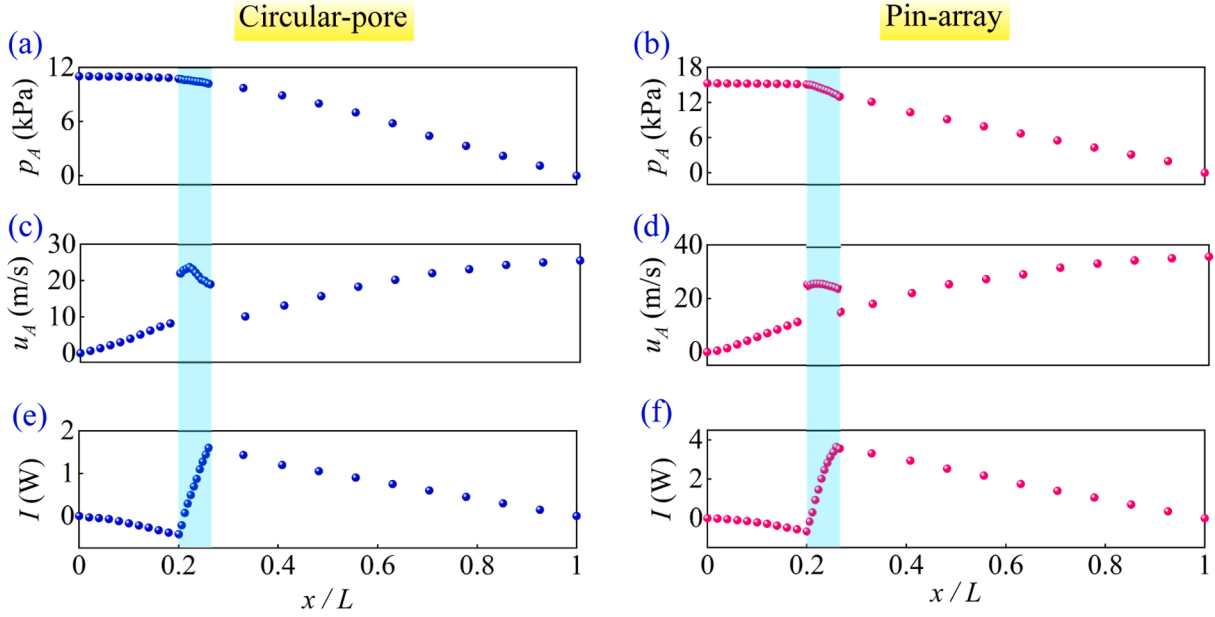 Circular-pore
Pin-array
(a)
(b)
p_A (kPa)
12
6
0
p_A (kPa)
18
12
6
0
(c)
(d)
u_A (m/s)
30
20
10
0
u_A (m/s)
40
20
0
(e)
(f)
I (W)
2
1
0
I (W)
4
2
0
0 0.2 0.4 0.6 0.8 1
0 0.2 0.4 0.6 0.8 1
x / L
x / L